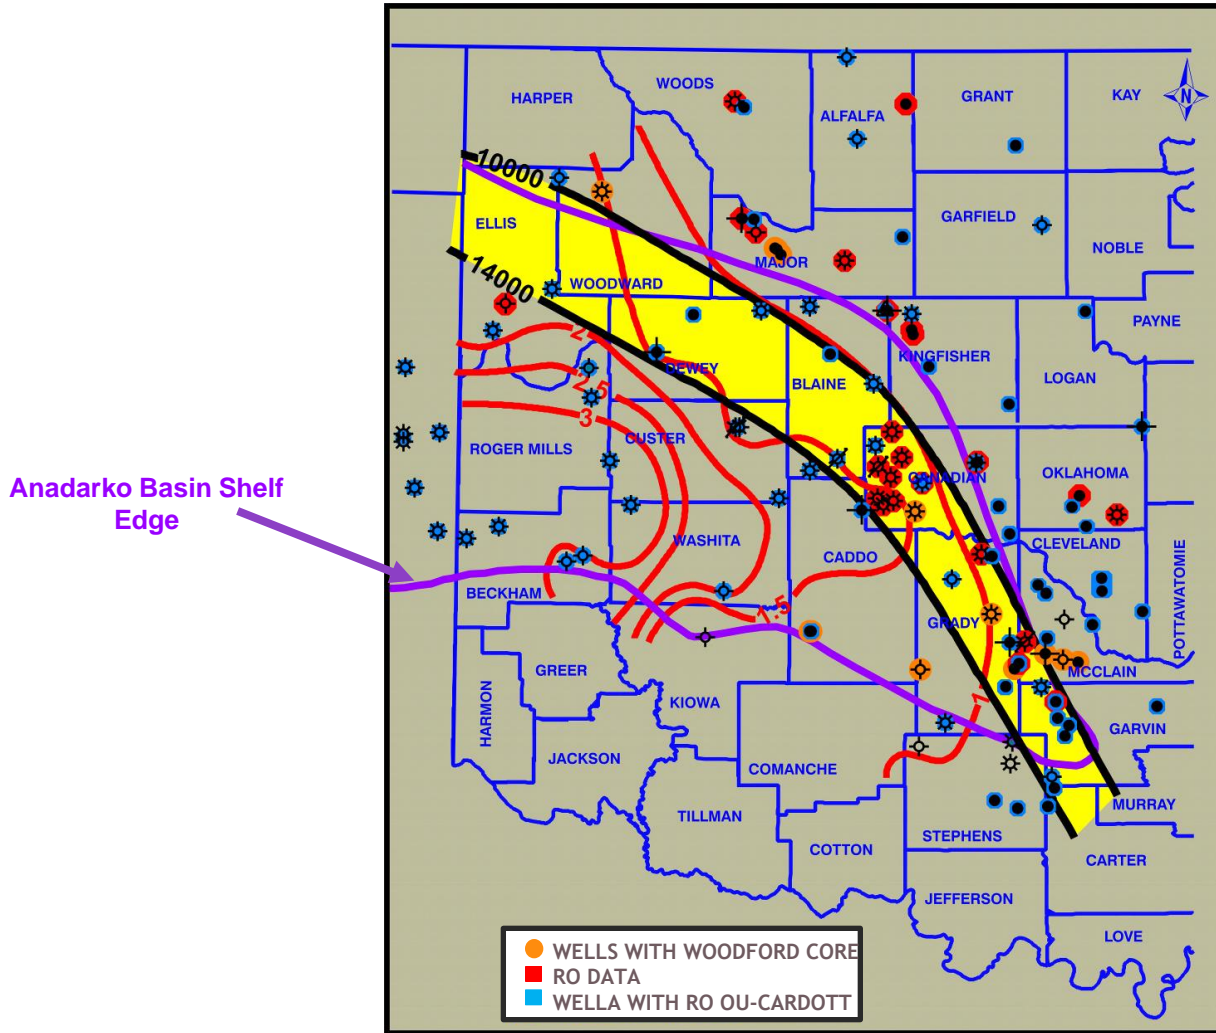 WOODS
HARPER
GRANT
KAY
ALFALFA
N
10000
ELLIS
GARFIELD
NOBLE
MAJOR
14000
WOODWARD
PAYNE
2
KINGFISHER
DEWEY
BLAINE
LOGAN
2.5
3
CUSTER
ROGER MILLS
CANADIAN
OKLAHOMA
Anadarko Basin Shelf
Edge
WASHITA
CADDO
CLEVELAND
POTTAWATOMIE
BECKHAM
1.5
GRADY
GREER
MCCLAIN
HARMON
KIOWA
1
GARVIN
JACKSON
COMANCHE
MURRAY
TILLMAN
STEPHENS
COTTON
CARTER
JEFFERSON
LOVE
WELLS WITH WOODFORD CORE
RO DATA
WELLA WITH RO OU-CARDOTT